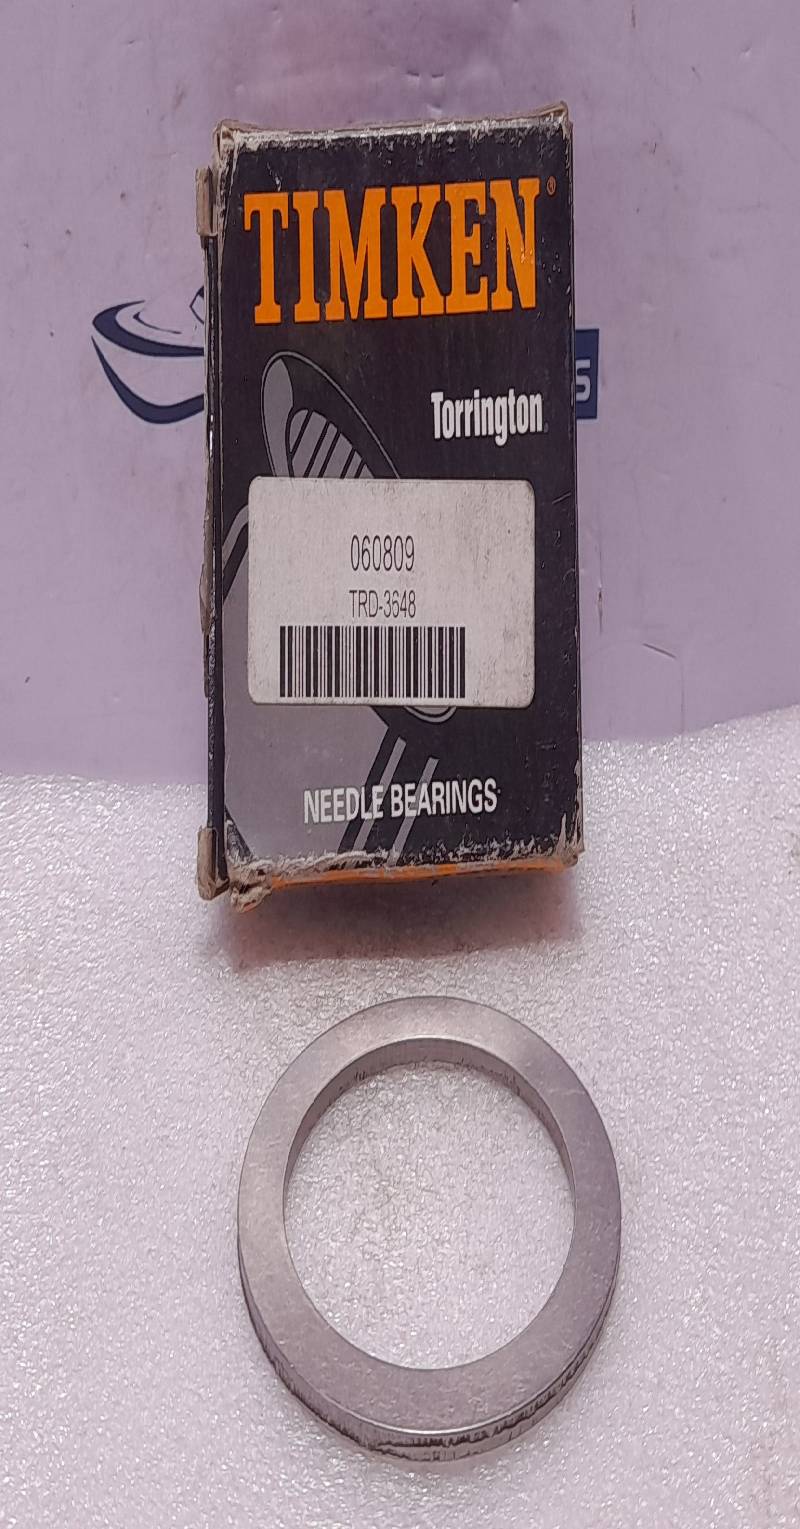 TIMKEN®
Torrington
S
060809
TRD-3648
NEEDLE BEARINGS